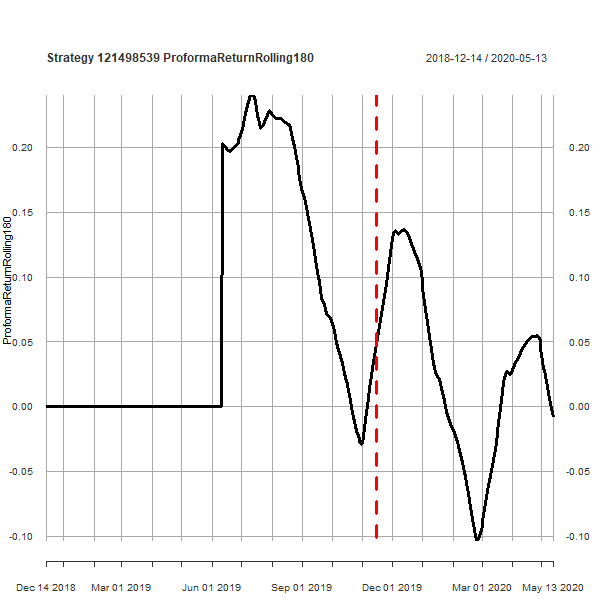 Strategy 121498539 ProformaReturnRolling180 2018-12-14 / 2020-05-13
ProformaReturnRolling180
0.20 0.20
0.15 0.15
0.10 0.10
0.05 0.05
0.00 0.00
-0.05 -0.05
-0.10 -0.10
Dec 14 2018 Mar 01 2019 Jun 01 2019 Sep 01 2019 Dec 01 2019 Mar 01 2020 May 13 2020